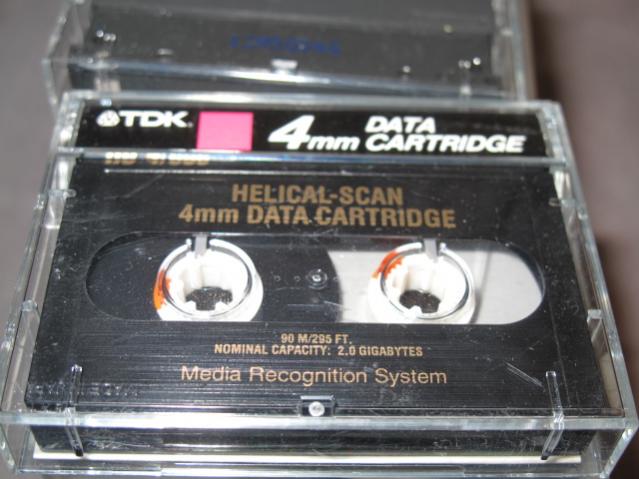 TDK
4mm DATA CARTRIDGE
HELICAL-SCAN
4mm DATA CARTRIDGE
90 M/295 FT.
NOMINAL CAPACITY: 2.0 GIGABYTES
Media Recognition System